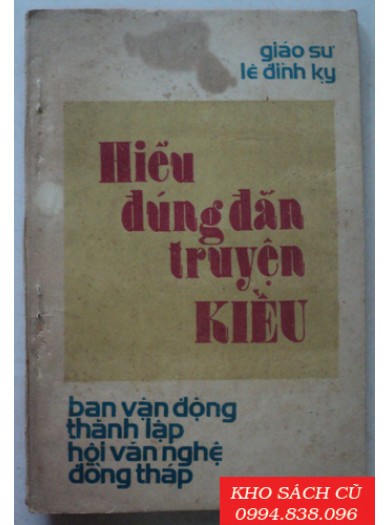 giáo sư
lê đình kỵ
Hiểu
đúng đắn
truyện
KIỀU
ban vận động
thành lập
hội văn nghệ
đồng tháp
KHO SÁCH CŨ
0994.838.096